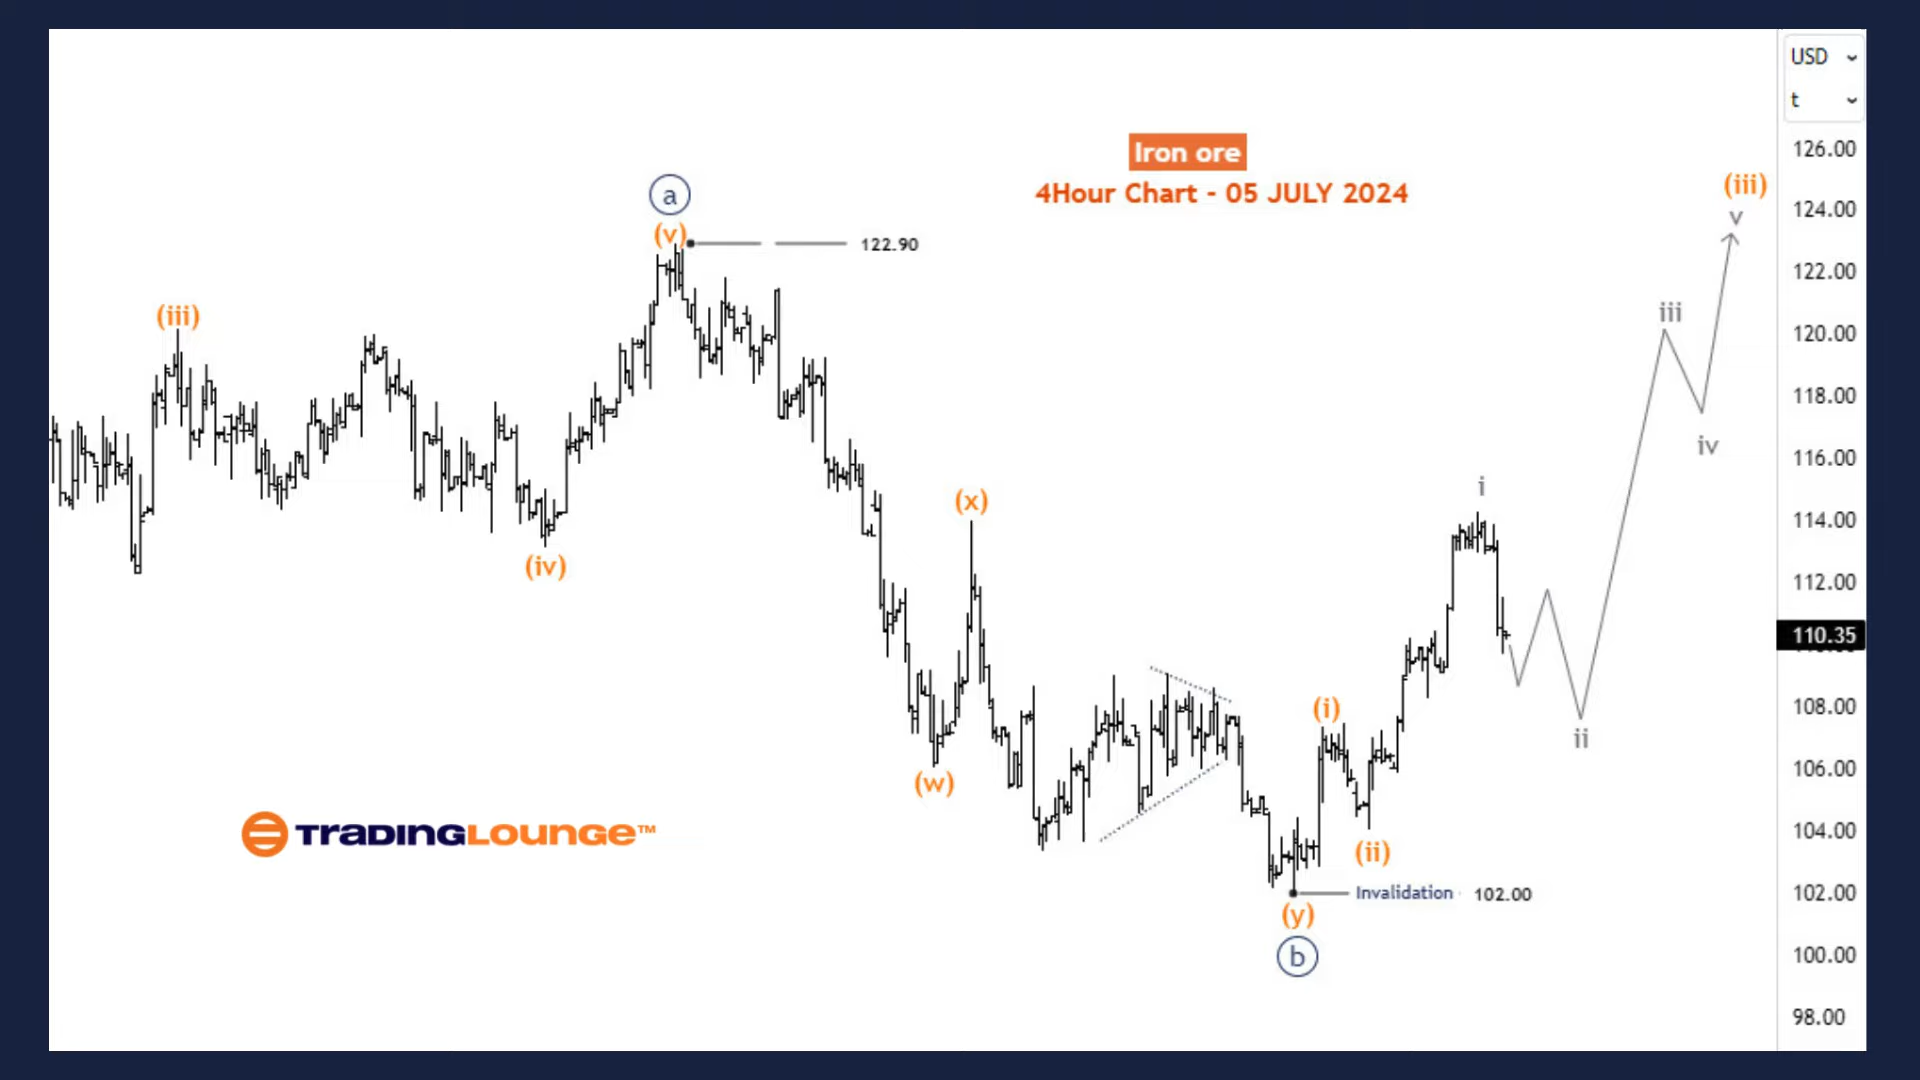 USD
t
Iron ore
4Hour Chart - 05 JULY 2024
126.00
124.00
122.00
120.00
118.00
116.00
114.00
112.00
110.35
108.00
106.00
104.00
102.00
100.00
98.00
(iii)
(iv)
a
(v)
122.90
(w)
(x)
(i)
(ii)
Invalidation 102.00
(y)
b
i
ii
iii
iv
(iii)
v
TRADINGLOUNGE™